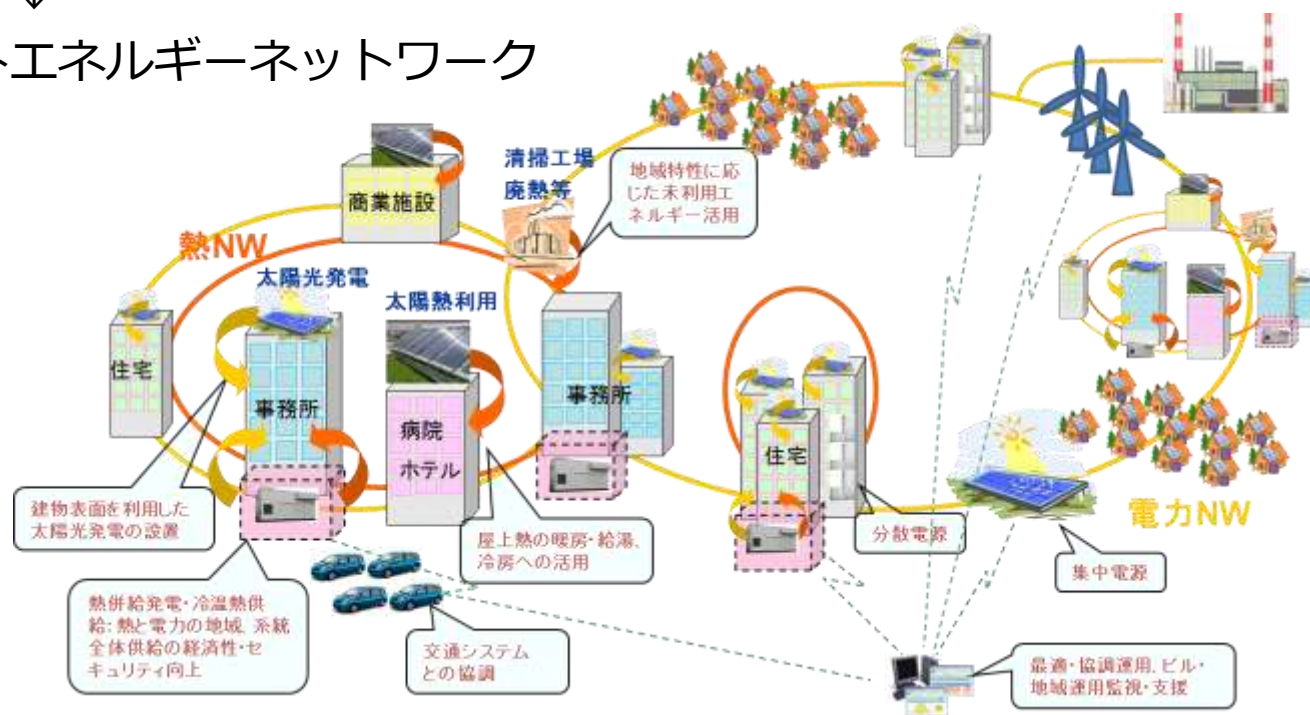 ↓
トエネルギーネットワーク
清掃工場
廃熱等
地域特性に応
じた未利用エ
ネルギー活用
商業施設
熱NW
太陽光発電
太陽熱利用
住宅
事務所
病院
ホテル
事務所
住宅
電力NW
建物表面を利用した
太陽光発電の設置
屋上熱の暖房・給湯、
冷房への活用
分散電源
集中電源
熱併給発電・冷温熱供
給：熱と電力の地域、系統
全体供給の経済性・セ
キュリティ向上
交通システム
との協調
最適・協調運用、ビル・
地域運用監視・支援